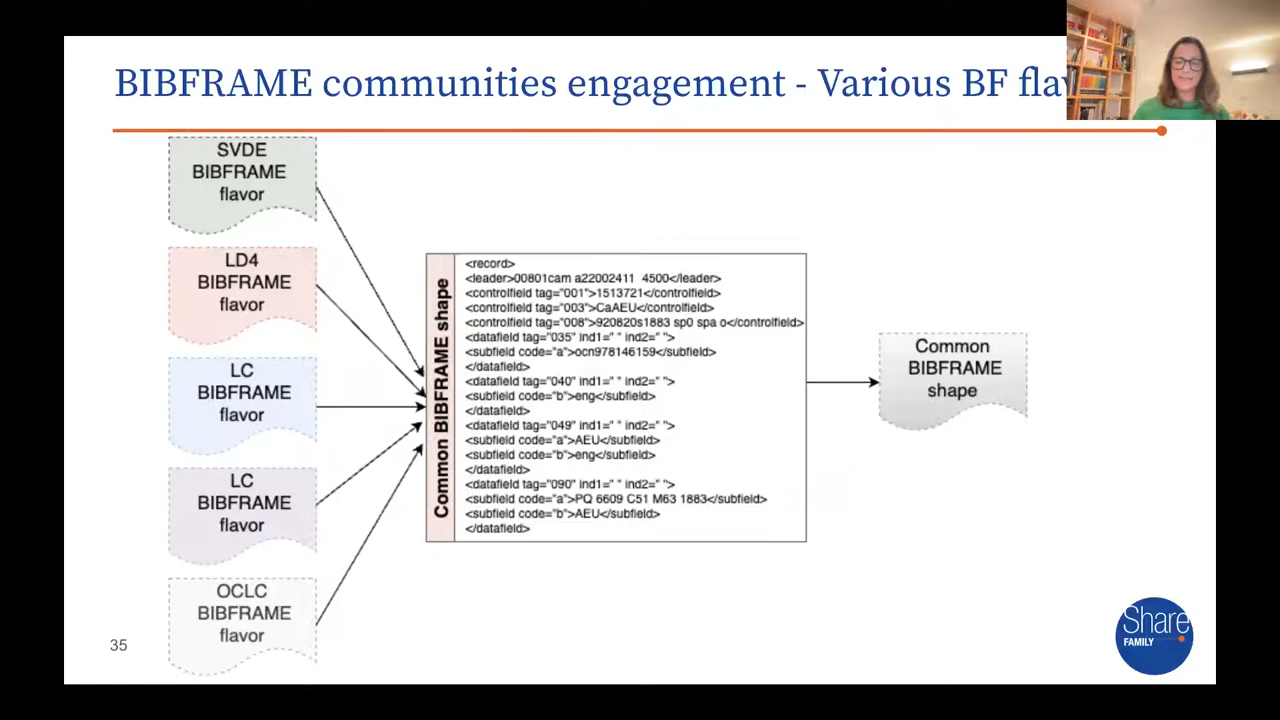 BIBFRAME communities engagement - Various BF
SVDE
BIBFRAME
flavor
LD4
BIBFRAME
flavor
LC
BIBFRAME
flavor
LC
BIBFRAME
flavor
OCLC
BIBFRAME
flavor
Common BIBFRAME shape
<record>
<leader>00801cam a22002411 4500</leader>
<controlfield tag="001">1513721</controlfield>
<controlfield tag="003">CaAEU</controlfield>
<controlfield tag="008">920820s1883 sp0 spa o</controlfield>
<datafield tag="035" ind1=" " ind2=" ">
<subfield code="a">ocn978146159</subfield>
</datafield>
<datafield tag="040" ind1=" " ind2=" ">
<subfield code="b">eng</subfield>
</datafield>
<datafield tag="049" ind1=" " ind2=" ">
<subfield code="a">AEU</subfield>
<subfield code="b">eng</subfield>
</datafield>
<datafield tag="090" ind1=" " ind2=" ">
<subfield code="a">PQ 6609 C51 M63 1883</subfield>
<subfield code="b">AEU</subfield>
</datafield>
Common
BIBFRAME
shape
35
Share
FAMILY